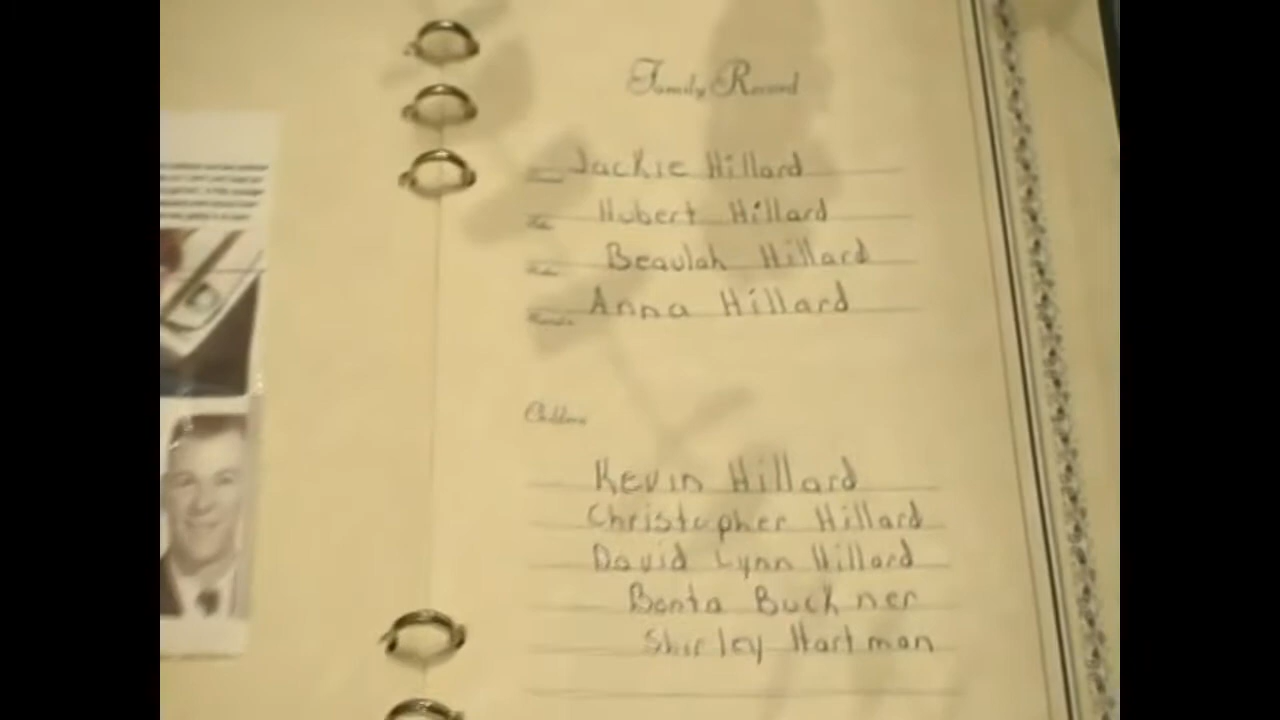 Family Record
Jackie Hillard
Hubert Hillard
Beaulah Hillard
Anna Hillard
Children
Kevin Hillard
Christopher Hillard
David Lynn Hillard
Bonta Buckner
Shirley Hartman